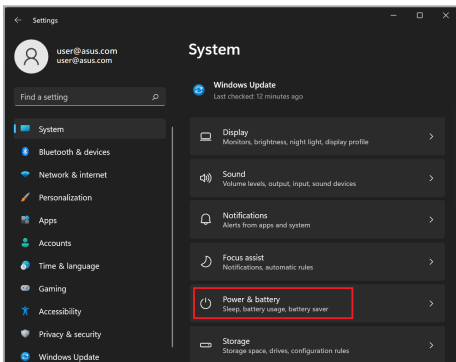 Settings
user@asus.com
user@asus.com
Find a setting
System
Bluetooth & devices
Network & internet
Personalization
Apps
Accounts
Time & language
Gaming
Accessibility
Privacy & security
Windows Update
System
Windows Update
Last checked: 12 minutes ago
Display
Monitors, brightness, night light, display profile
Sound
Volume levels, output, input, sound devices
Notifications
Alerts from apps and system
Focus assist
Notifications, automatic rules
Power & battery
Sleep, battery usage, battery saver
Storage
Storage space, drives, configuration rules